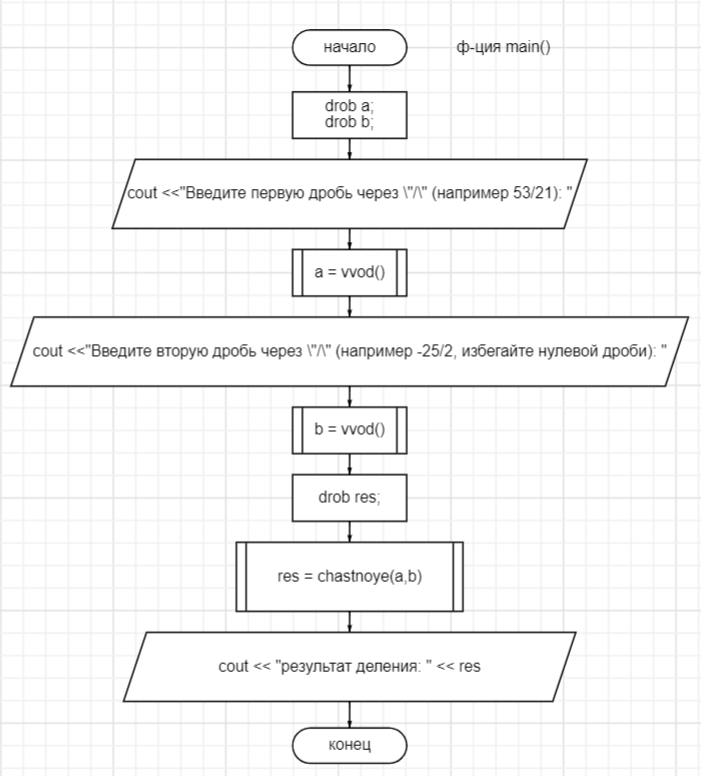 начало
ф-ция main()
drob a;
drob b;
cout <<"Введите первую дробь через \"/\" (например 53/21): "
a = vvod()
cout <<"Введите вторую дробь через \"/\" (например -25/2, избегайте нулевой дроби): "
b = vvod()
drob res;
res = chastnoye(a,b)
cout << "результат деления: " << res
конец